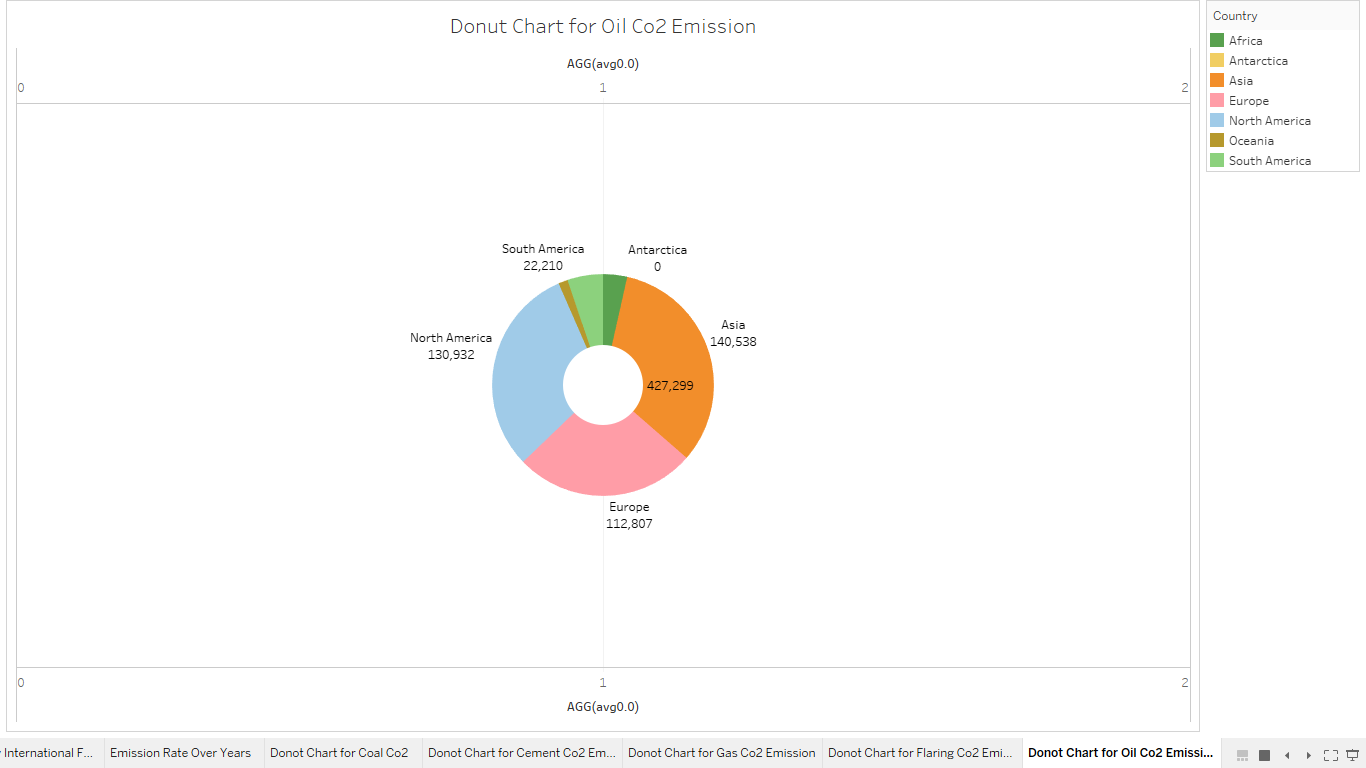 Donut Chart for Oil Co2 Emission
AGG(avg0.0)
0 1 2
South America
22,210
Antarctica
0
Asia
140,538
North America
130,932
427,299
Europe
112,807
0 1 2
AGG(avg0.0)
Country
Africa
Antarctica
Asia
Europe
North America
Oceania
South America
International F... Emission Rate Over Years Donot Chart for Coal Co2 Donot Chart for Cement Co2 Em... Donot Chart for Gas Co2 Emission Donot Chart for Flaring Co2 Emi... Donot Chart for Oil Co2 Emissi...